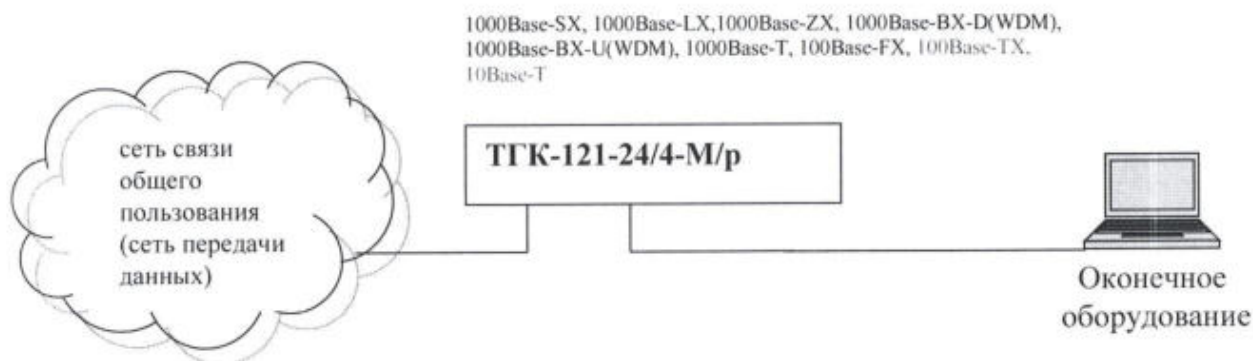 1000Base-SX, 1000Base-LX,1000Base-ZX, 1000Base-BX-D(WDM),
1000Base-BX-U(WDM), 1000Base-T, 100Base-FX, 100Base-TX,
10Base-T
ТГК-121-24/4-М/р
сеть связи
общего
пользования
(сеть передачи
данных)
Оконечное
оборудование